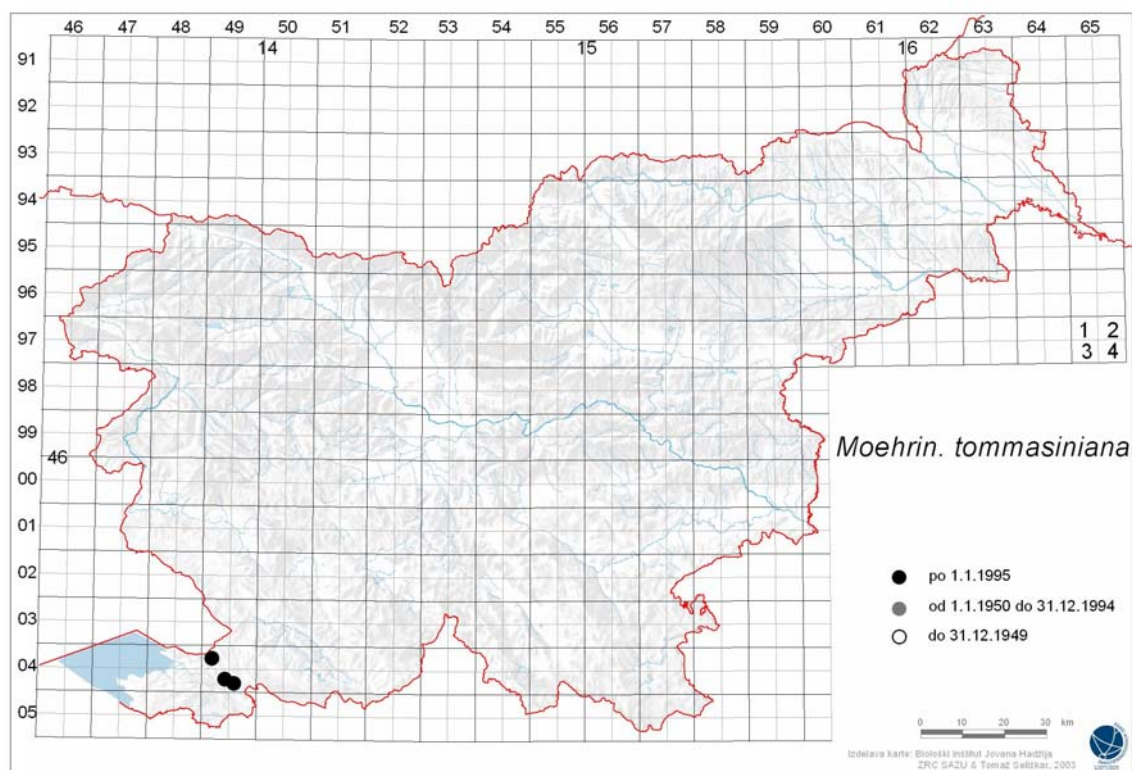 46 47 48 49 50 51 52 53 54 55 56 57 58 59 60 61 62 63 64 65
14 15 16
91
92
93
94
95
96
97
1 2
3 4
98
99
46
00
01
02
03
04
05
Moehrin. tommasiniana
po 1.1.1995
od 1.1.1950 do 31.12.1994
do 31.12.1949
0 10 20 30 km
Izdelava karte: Biološki inštitut Jovana Hadžija
ZRC SAZU & Tomaž Seliškar, 2003